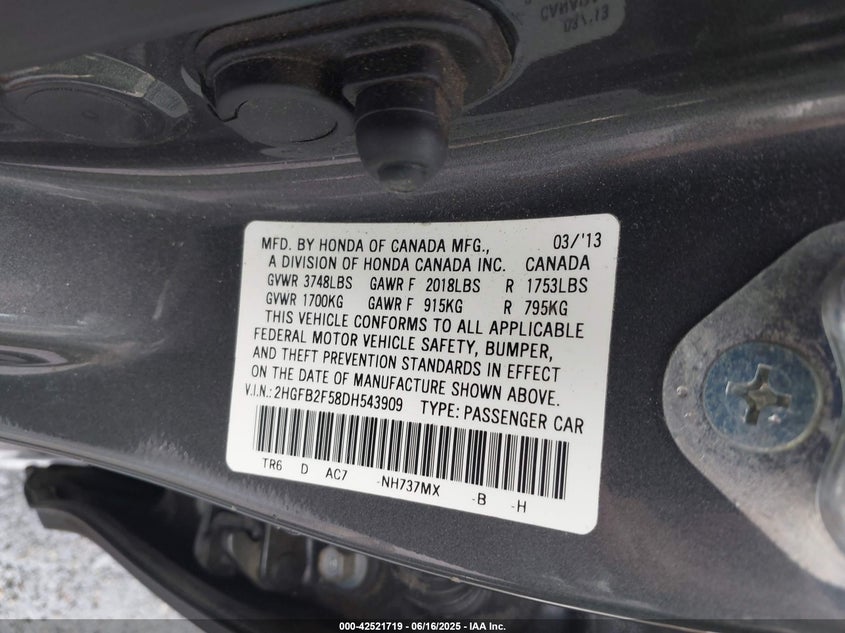 CANADA
03/'13
MFD. BY HONDA OF CANADA MFG., 03/'13
A DIVISION OF HONDA CANADA INC. CANADA
GVWR 3748LBS GAWR F 2018LBS R 1753LBS
GVWR 1700KG GAWR F 915KG R 795KG
THIS VEHICLE CONFORMS TO ALL APPLICABLE
FEDERAL MOTOR VEHICLE SAFETY, BUMPER,
AND THEFT PREVENTION STANDARDS IN EFFECT
ON THE DATE OF MANUFACTURE SHOWN ABOVE.
V.I.N.: 2HGFB2F58DH543909 TYPE: PASSENGER CAR
TR6 D AC7 -NH737MX -B -H
000-42521719 - 06/16/2025 - IAA Inc.